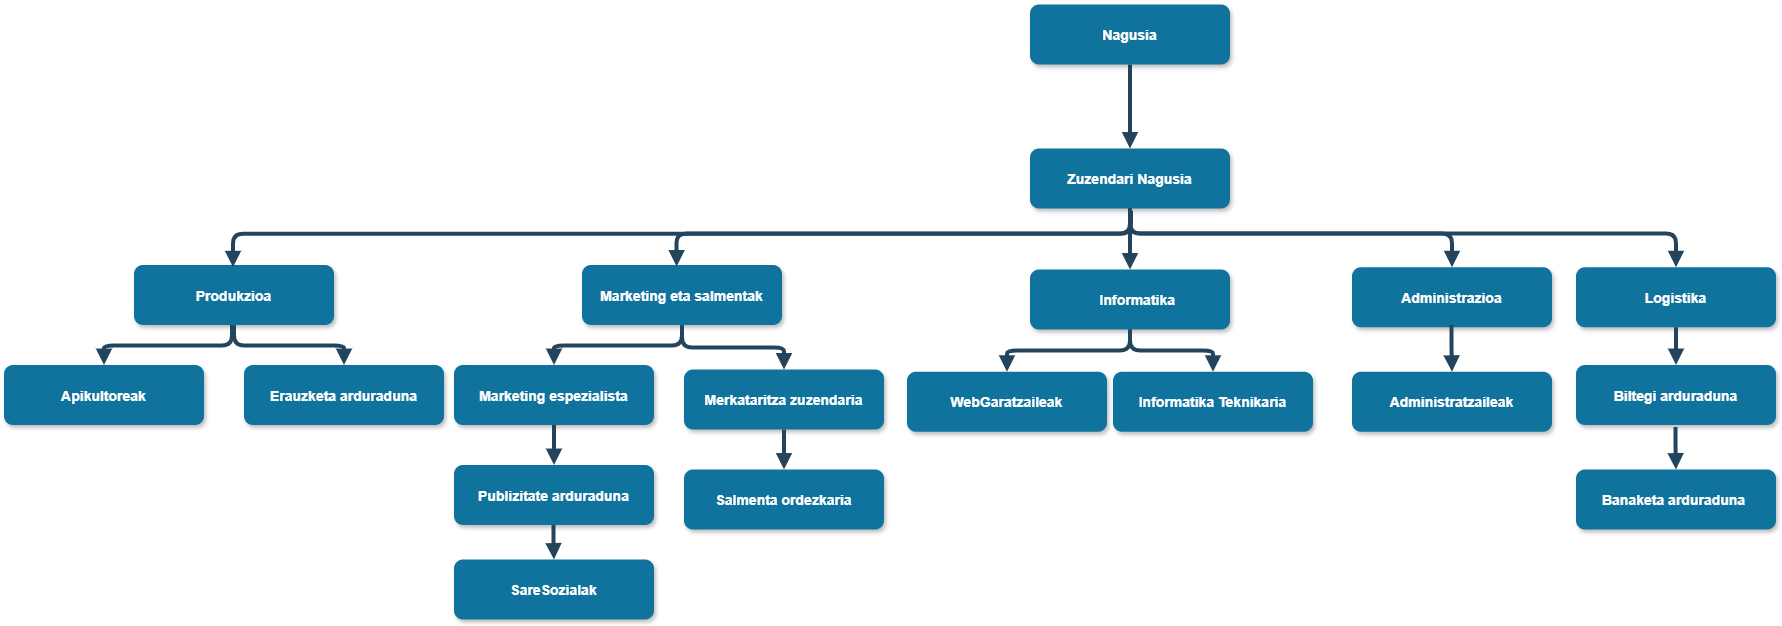 Nagusia
Zuzendari Nagusia
Produkzioa
Marketing eta salmentak
Informatika
Administrazioa
Logistika
Apikultoreak
Erauzketa arduraduna
Marketing espezialista
Merkataritza zuzendaria
WebGaratzaileak
Informatika Teknikaria
Administratzaileak
Biltegi arduraduna
Publizitate arduraduna
Salmenta ordezkaria
Banaketa arduraduna
SareSozialak